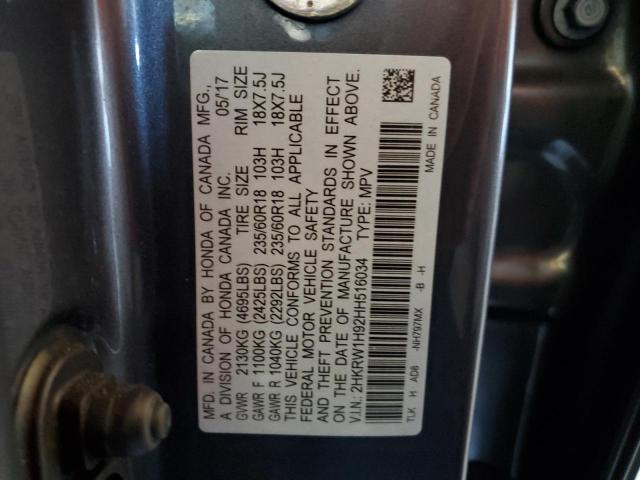 MFD. IN CANADA BY HONDA OF CANADA MFG.,
A DIVISION OF HONDA CANADA INC. 05/17
TIRE SIZE RIM SIZE
GVWR 2130KG (4695LBS)
GAWR F 1100KG (2425LBS) 235/60R18 103H 18X7.5J
GAWR R 1040KG (2292LBS) 235/60R18 103H 18X7.5J
THIS VEHICLE CONFORMS TO ALL APPLICABLE
FEDERAL MOTOR VEHICLE SAFETY
AND THEFT PREVENTION STANDARDS IN EFFECT
ON THE DATE OF MANUFACTURE SHOWN ABOVE.
V.I.N.: 2HKRW1H92HH516034 TYPE: MPV
TLK H AD8 -NH797MX -B -H
MADE IN CANADA